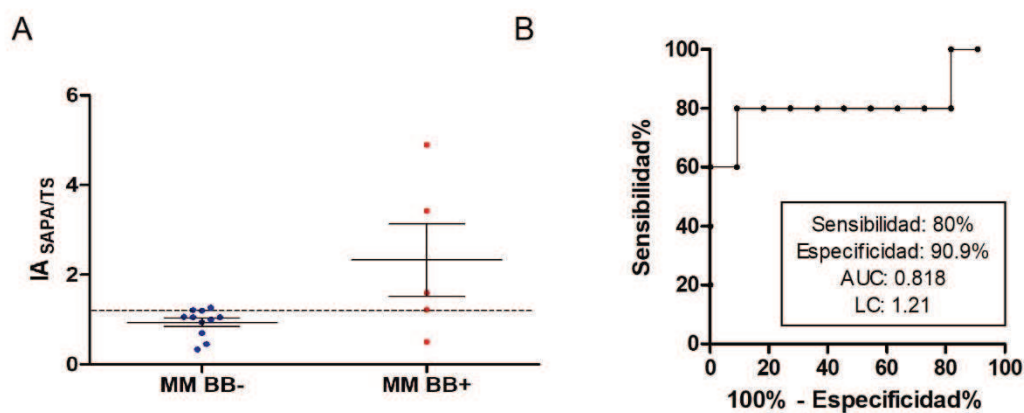 A
IA SAPA/TS
6
4
2
0
MM BB-
MM BB+
B
Sensibilidad%
100
80
60
40
20
0
0 20 40 60 80 100
100% - Especificidad%
Sensibilidad: 80%
Especificidad: 90.9%
AUC: 0.818
LC: 1.21